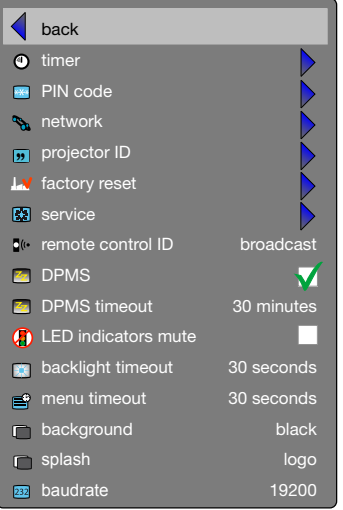 back
timer
PIN code
network
projector ID
factory reset
service
remote control ID broadcast
DPMS
DPMS timeout 30 minutes
LED indicators mute
backlight timeout 30 seconds
menu timeout 30 seconds
background black
splash logo
232 baudrate 19200